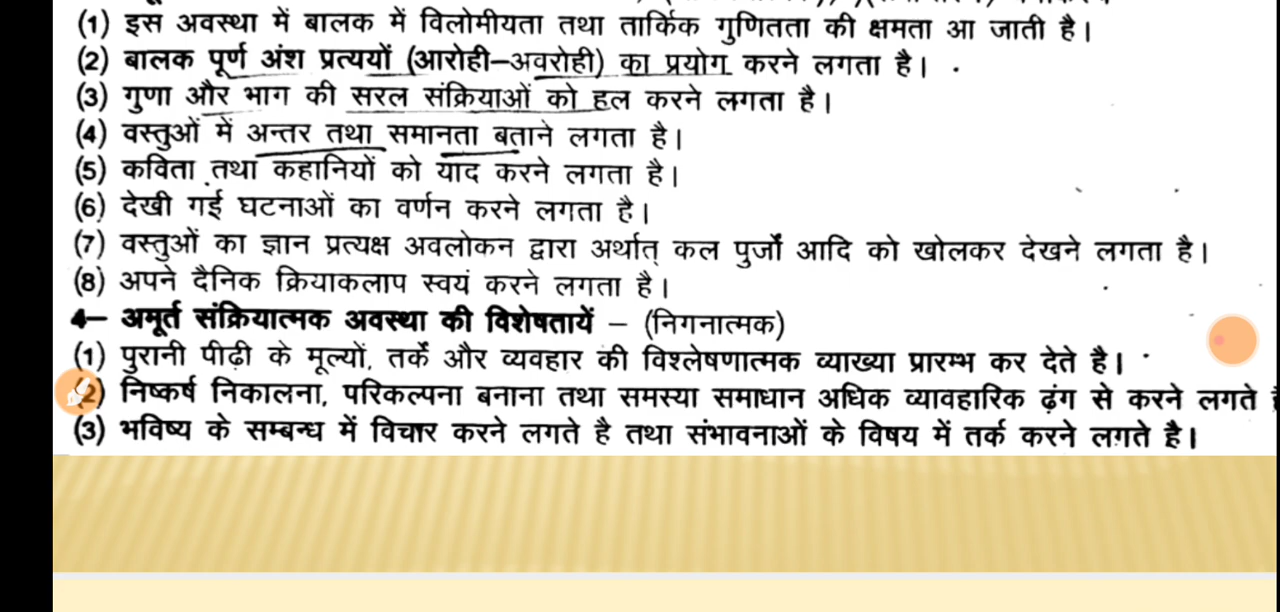 (1) इस अवस्था में बालक में विलोमीयता तथा तार्किक गुणितता की क्षमता आ जाती है।
(2) बालक पूर्ण अंश प्रत्ययों (आरोही–अवरोही) का प्रयोग करने लगता है।
(3) गुणा और भाग की सरल संक्रियाओं को हल करने लगता है।
(4) वस्तुओं में अन्तर तथा समानता बताने लगता है।
(5) कविता तथा कहानियों को याद करने लगता है।
(6) देखी गई घटनाओं का वर्णन करने लगता है।
(7) वस्तुओं का ज्ञान प्रत्यक्ष अवलोकन द्वारा अर्थात् कल पुर्जों आदि को खोलकर देखने लगता है।
(8) अपने दैनिक क्रियाकलाप स्वयं करने लगता है।
4– अमूर्त संक्रियात्मक अवस्था की विशेषतायें – (निगनात्मक)
(1) पुरानी पीढ़ी के मूल्यों, तर्कें और व्यवहार की विश्लेषणात्मक व्याख्या प्रारम्भ कर देते है।
(2) निष्कर्ष निकालना, परिकल्पना बनाना तथा समस्या समाधान अधिक व्यावहारिक ढ़ंग से करने लगते
(3) भविष्य के सम्बन्ध में विचार करने लगते है तथा संभावनाओं के विषय में तर्क करने लगते है।